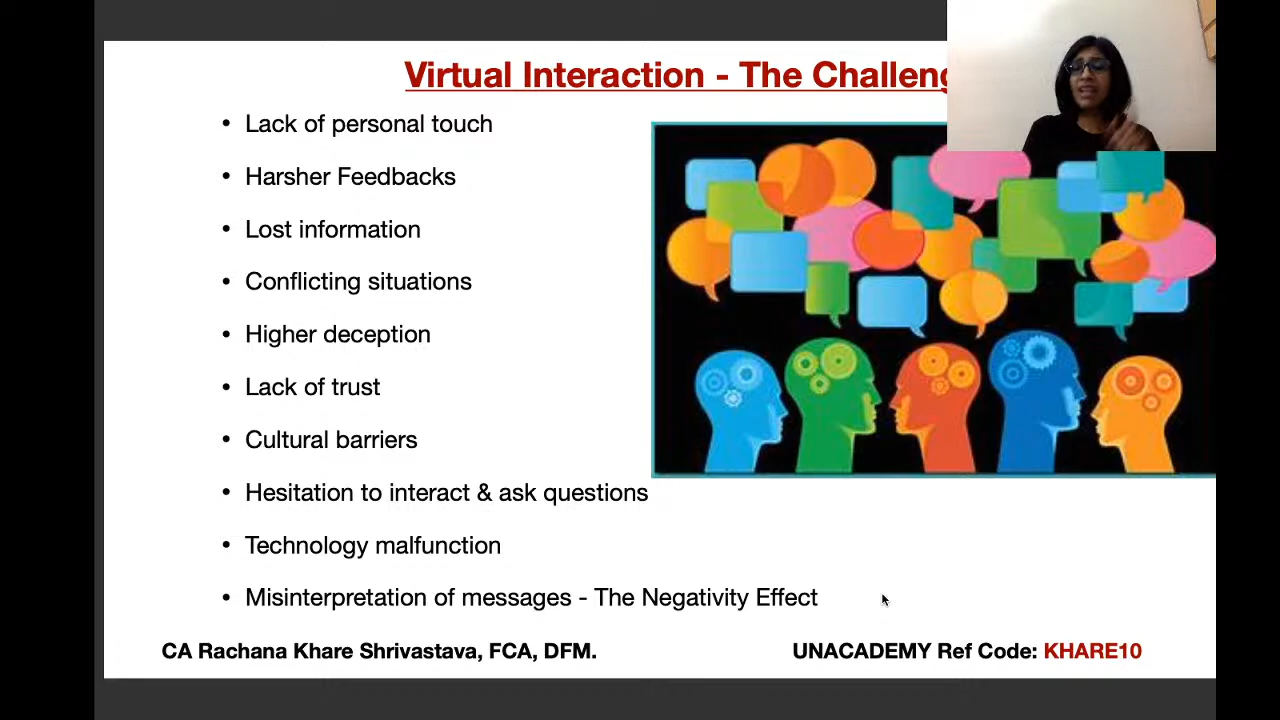 Virtual Interaction - The Challeng
• Lack of personal touch
• Harsher Feedbacks
• Lost information
• Conflicting situations
• Higher deception
• Lack of trust
• Cultural barriers
• Hesitation to interact & ask questions
• Technology malfunction
• Misinterpretation of messages - The Negativity Effect
CA Rachana Khare Shrivastava, FCA, DFM.
UNACADEMY Ref Code: KHARE10